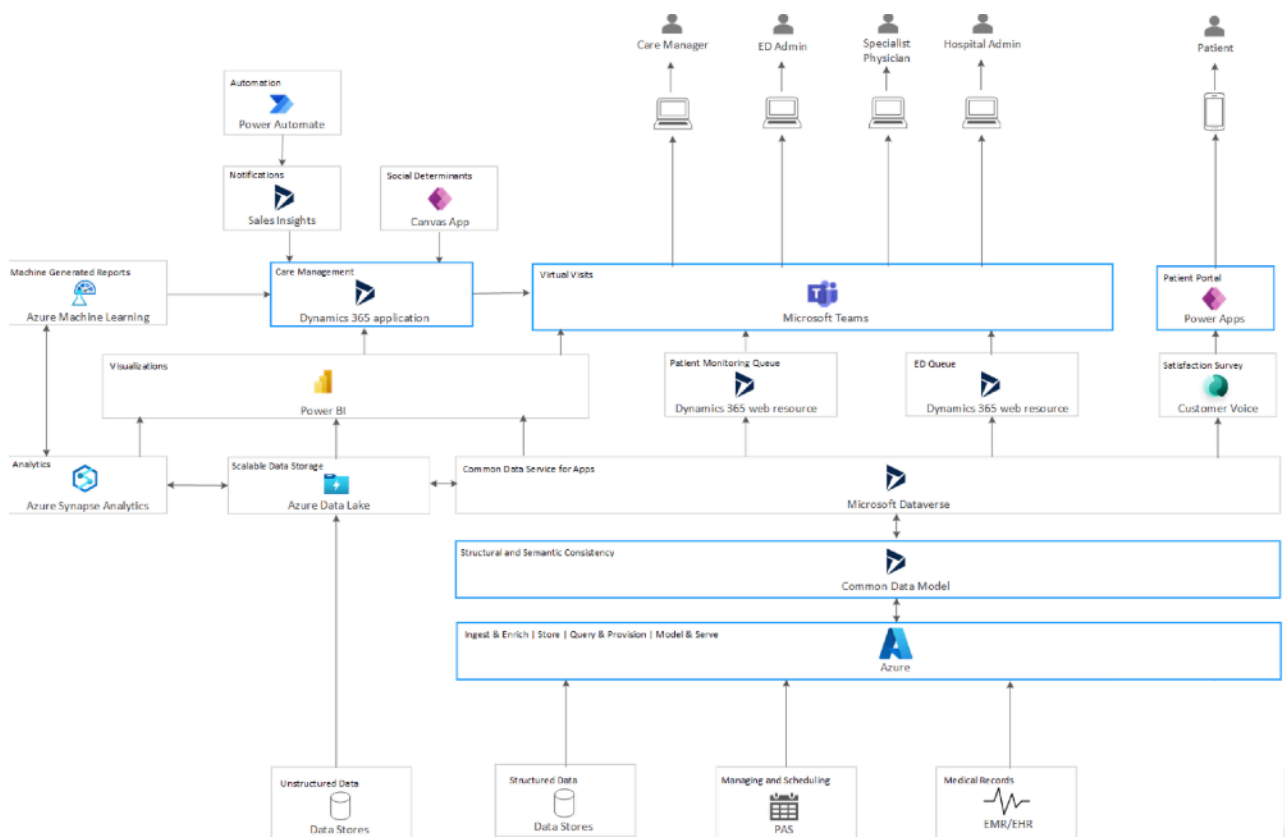 Care Manager
ED Admin
Specialist
Physician
Hospital Admin
Patient
Automation
Power Automate
Notifications
Sales Insights
Social Determinants
Canvas App
Machine Generated Reports
Azure Machine Learning
Care Management
Dynamics 365 application
Virtual Visits
Microsoft Teams
Patient Portal
Power Apps
Visualizations
Power BI
Patient Monitoring Queue
Dynamics 365 web resource
ED Queue
Dynamics 365 web resource
Satisfaction Survey
Customer Voice
Analytics
Azure Synapse Analytics
Scalable Data Storage
Azure Data Lake
Common Data Service for Apps
Microsoft Dataverse
Structural and Semantic Consistency
Common Data Model
Ingest & Enrich | Store | Query & Provision | Model & Serve
Azure
Unstructured Data
Data Stores
Structured Data
Data Stores
Managing and Scheduling
PAS
Medical Records
EMR/EHR